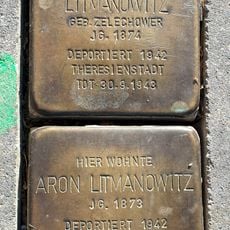 LITMANOWITZ
GEB. ZELECHOWER
JG. 1874
DEPORTIERT 1942
THERESIENSTADT
TOT 30.9.1943
HIER WOHNTE
ARON LITMANOWITZ
JG. 1873
DEPORTIERT 1942